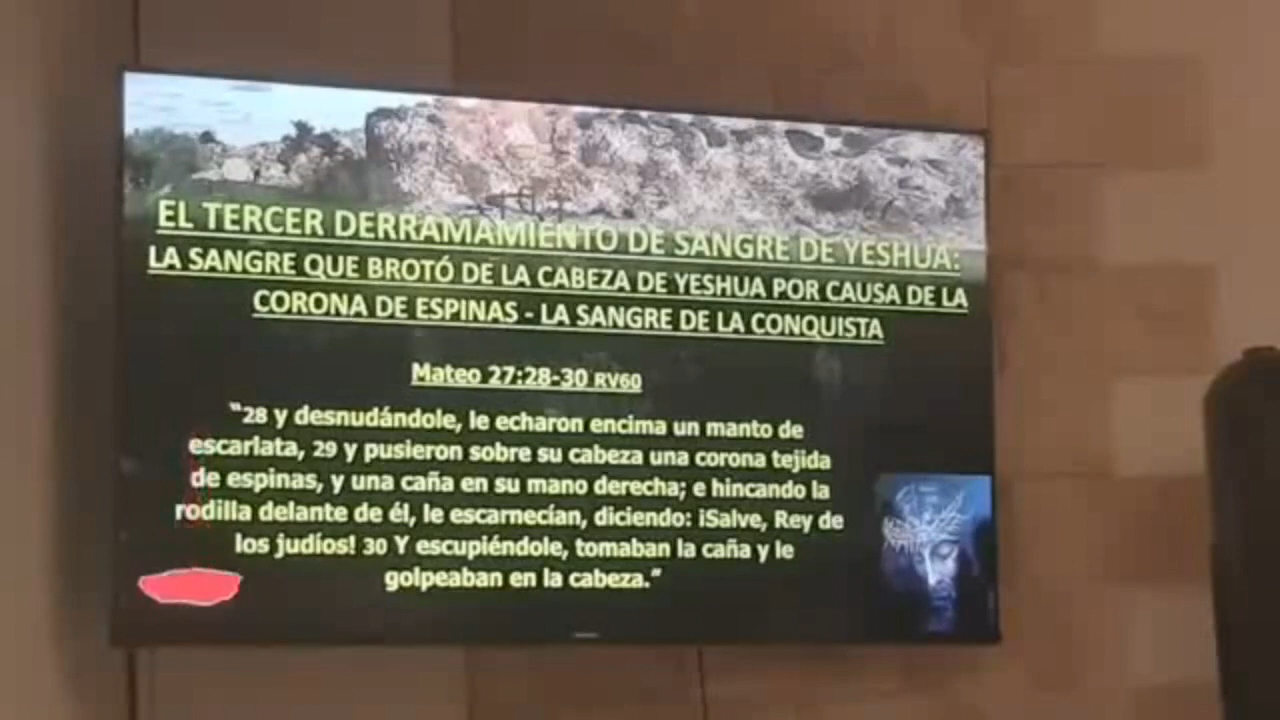 EL TERCER DERRAMAMIENTO DE SANGRE DE YESHUA:
LA SANGRE QUE BROTÓ DE LA CABEZA DE YESHUA POR CAUSA DE LA
CORONA DE ESPINAS - LA SANGRE DE LA CONQUISTA
Mateo 27:28-30 RV60
"28 y desnudándole, le echaron encima un manto de
escarlata, 29 y pusieron sobre su cabeza una corona tejida
de espinas, y una caña en su mano derecha; e hincando la
rodilla delante de él, le escarnecían, diciendo: ¡Salve, Rey de
los judíos! 30 Y escupiéndole, tomaban la caña y le
golpeaban en la cabeza."